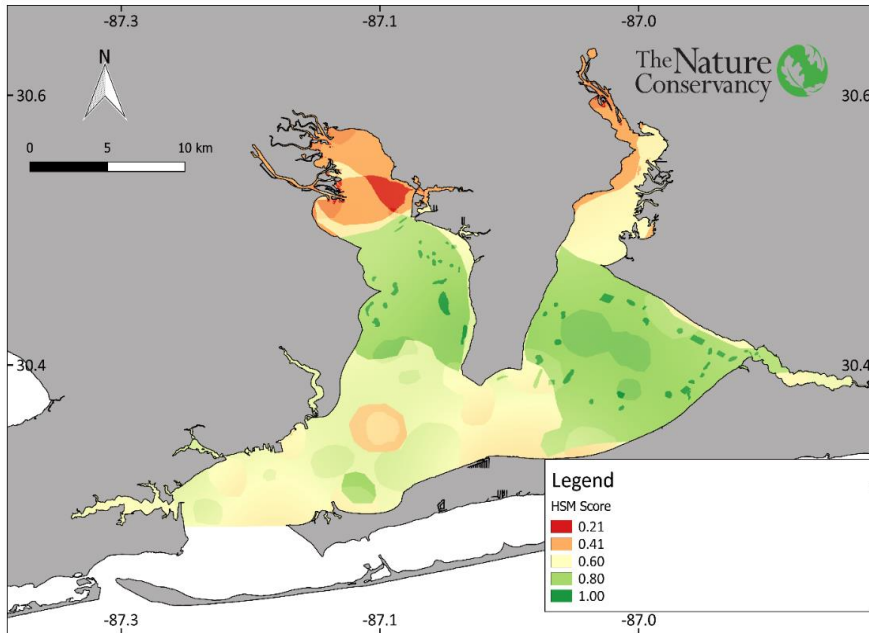 -87.3
-87.1
-87.0
N
The Nature
Conservancy
30.6
30.6
0
5
10 km
30.4
30.4
Legend
HSM Score
0.21
0.41
0.60
0.80
1.00
-87.3
-87.1
-87.0